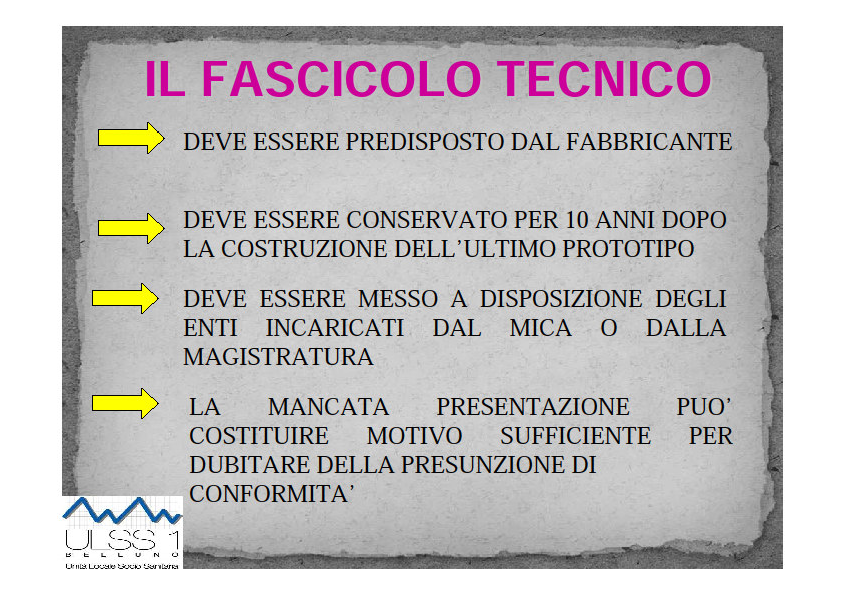 IL FASCICOLO TECNICO
DEVE ESSERE PREDISPOSTO DAL FABBRICANTE
DEVE ESSERE CONSERVATO PER 10 ANNI DOPO
LA COSTRUZIONE DELL’ULTIMO PROTOTIPO
DEVE ESSERE MESSO A DISPOSIZIONE DEGLI
ENTI INCARICATI DAL MICA O DALLA
MAGISTRATURA
LA MANCATA PRESENTAZIONE PUO’
COSTITUIRE MOTIVO SUFFICIENTE PER
DUBITARE DELLA PRESUNZIONE DI
CONFORMITA’
ULSS 1
BELLUNO
Unità Locale Socio Sanitaria